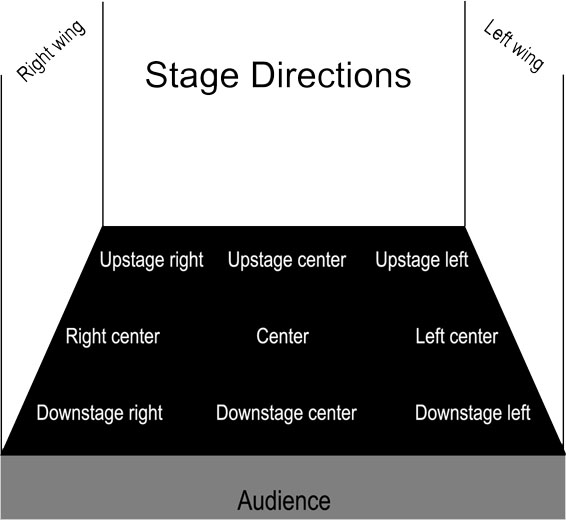 Right wing
Left wing
Stage Directions
Upstage right
Upstage center
Upstage left
Right center
Center
Left center
Downstage right
Downstage center
Downstage left
Audience